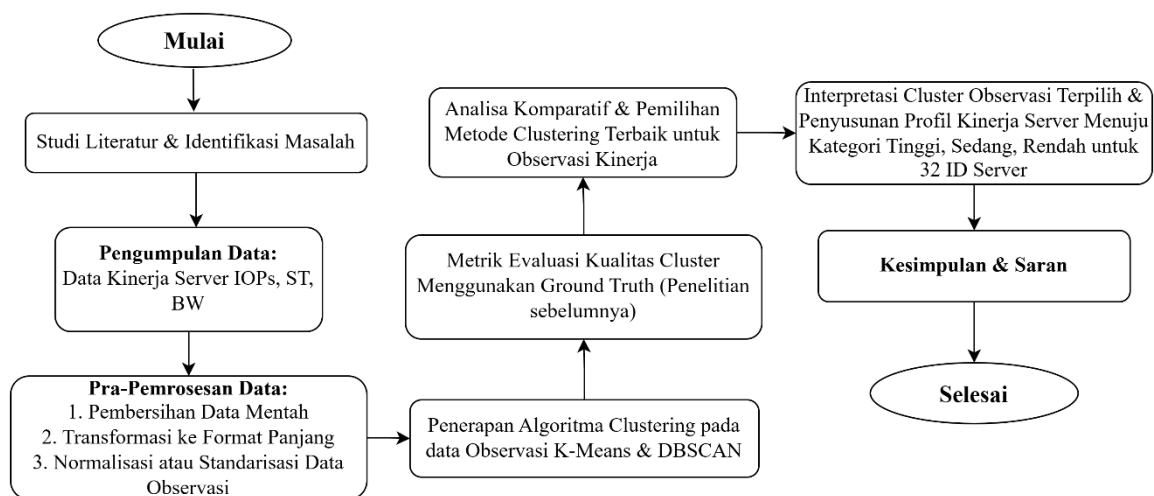 Mulai
Studi Literatur & Identifikasi Masalah
Pengumpulan Data:
Data Kinerja Server IOPs, ST,
BW
Pra-Pemrosesan Data:
1. Pembersihan Data Mentah
2. Transformasi ke Format Panjang
3. Normalisasi atau Standarisasi Data
Observasi
Penerapan Algoritma Clustering pada
data Observasi K-Means & DBSCAN
Metrik Evaluasi Kualitas Cluster
Menggunakan Ground Truth (Penelitian
sebelumnya)
Analisa Komparatif & Pemilihan
Metode Clustering Terbaik untuk
Observasi Kinerja
Interpretasi Cluster Observasi Terpilih &
Penyusunan Profil Kinerja Server Menuju
Kategori Tinggi, Sedang, Rendah untuk
32 ID Server
Kesimpulan & Saran
Selesai